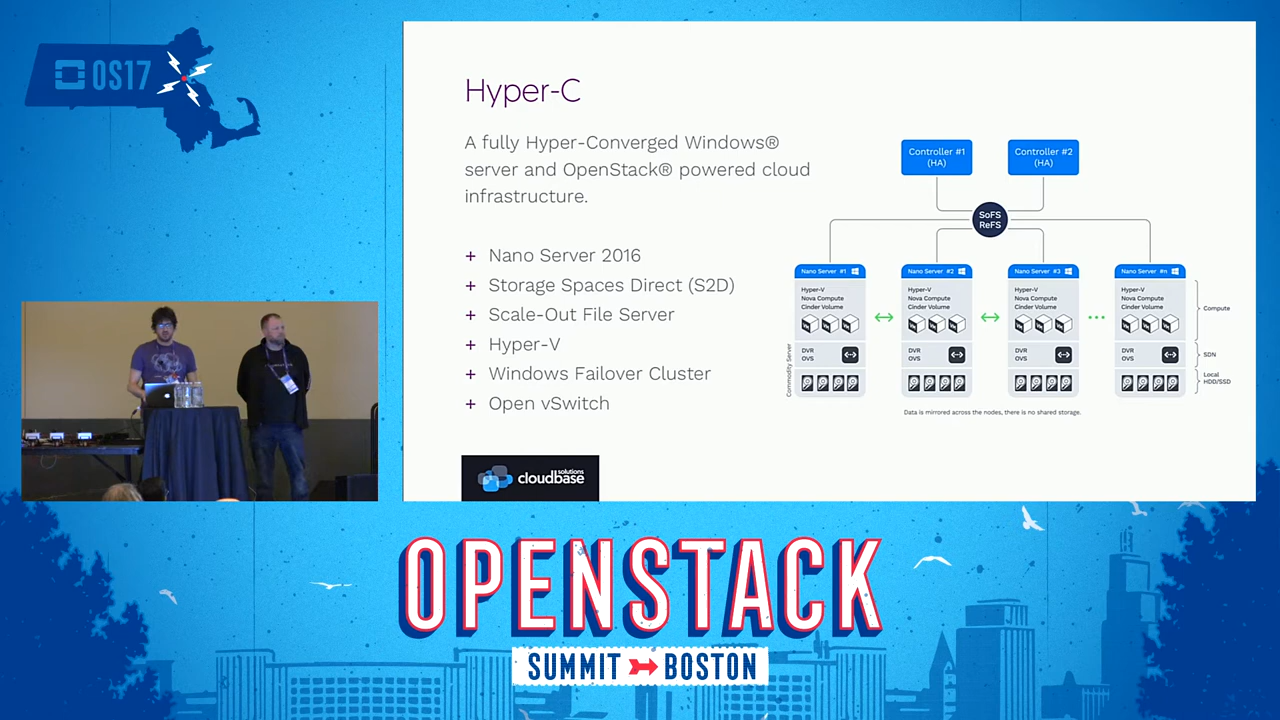 OS17
Hyper-C
A fully Hyper-Converged Windows®
server and OpenStack® powered cloud
infrastructure.
+ Nano Server 2016
+ Storage Spaces Direct (S2D)
+ Scale-Out File Server
+ Hyper-V
+ Windows Failover Cluster
+ Open vSwitch
Controller #1
(HA)
Controller #2
(HA)
SoFS
ReFS
Nano Server #1
Hyper-V
Nova Compute
Cinder Volume
DVR
OVS
Nano Server #2
Hyper-V
Nova Compute
Cinder Volume
DVR
OVS
Nano Server #3
Hyper-V
Nova Compute
Cinder Volume
DVR
OVS
Nano Server #n
Hyper-V
Nova Compute
Cinder Volume
DVR
OVS
Commodity Server
Compute
SDN
Local
HDD/SSD
Data is mirrored across the nodes, there is no shared storage.
cloudbase
solutions
OPENSTACK
SUMMIT BOSTON